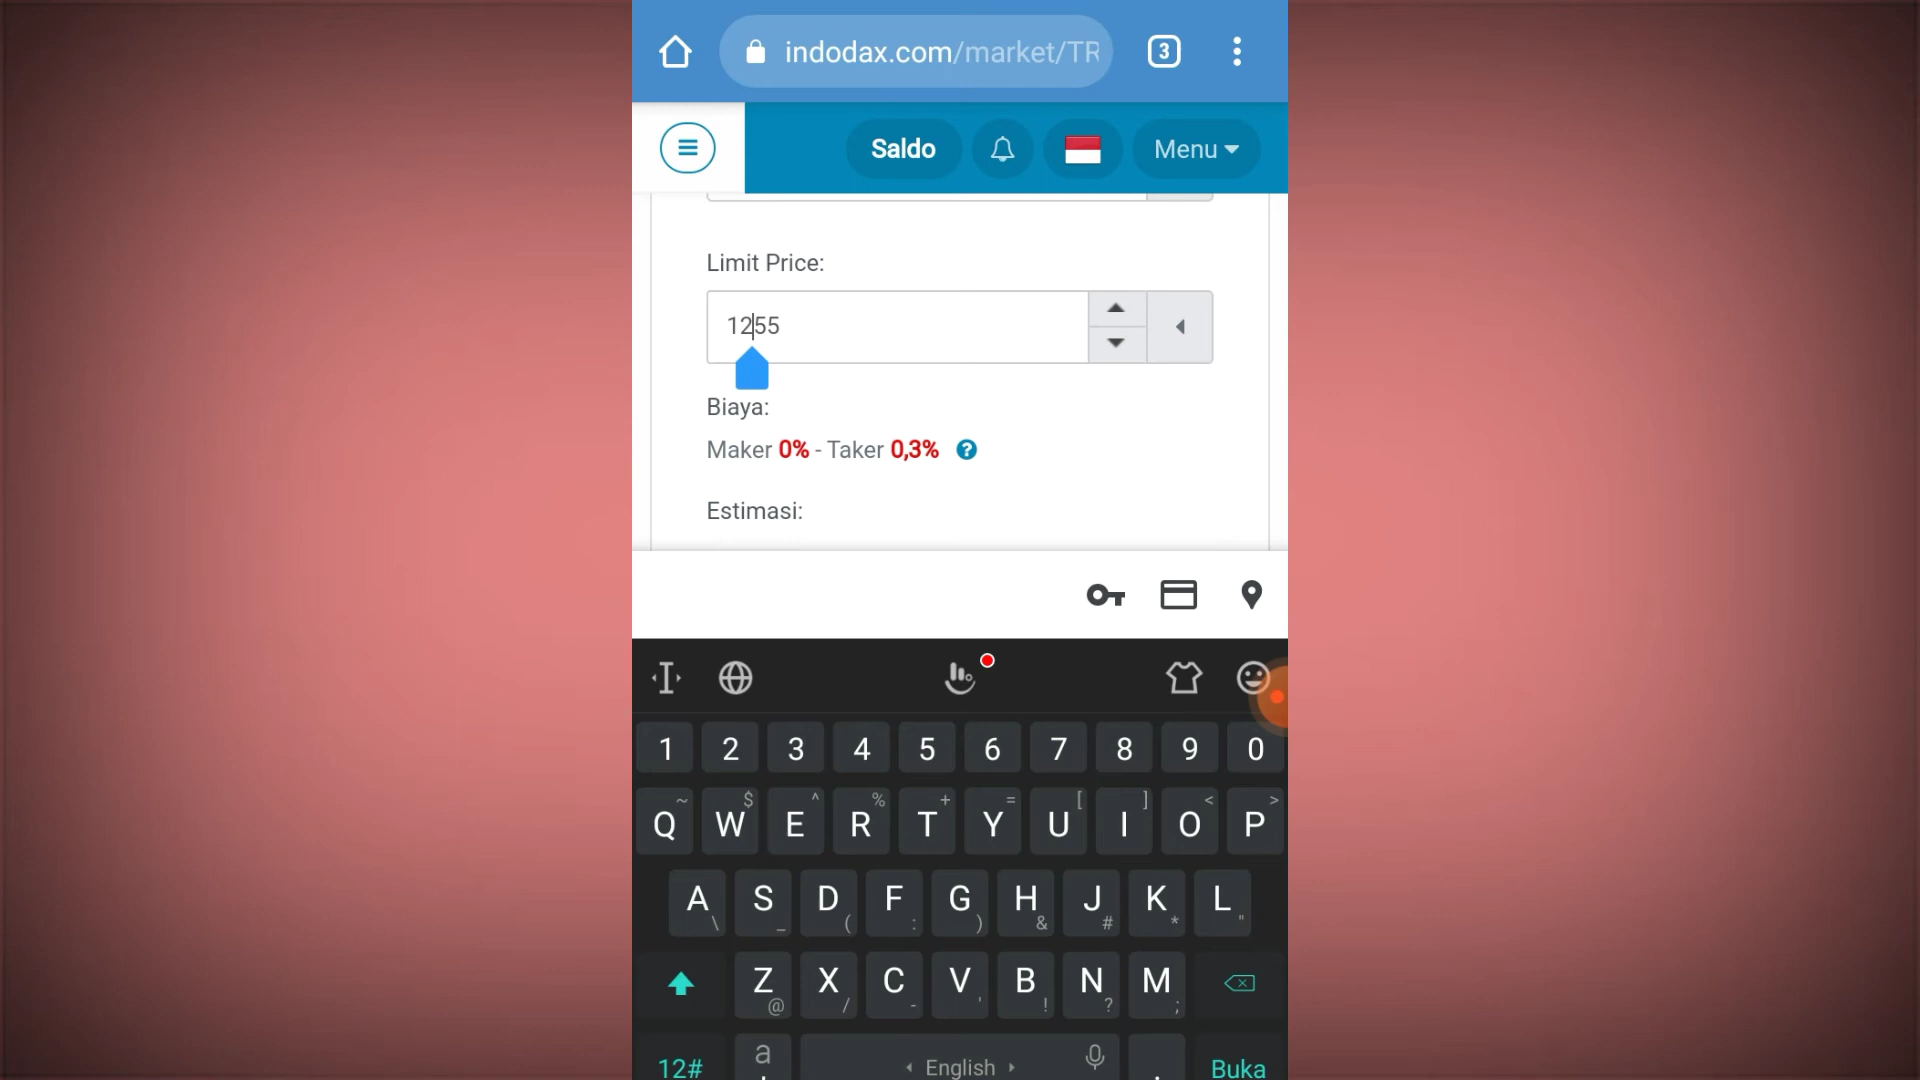 indodax.com/market/TR
3
Saldo
Menu
Limit Price:
1255
Biaya:
Maker 0% - Taker 0,3% ?
Estimasi:
1 2 3 4 5 6 7 8 9 0
~ $ ^ % + = [ ] < >
Q W E R T Y U I O P
A S D F G H J K L
\ _ ( : ) & # * "
Z X C V B N M
@ / - ' ! ? ;
12# a English . Buka